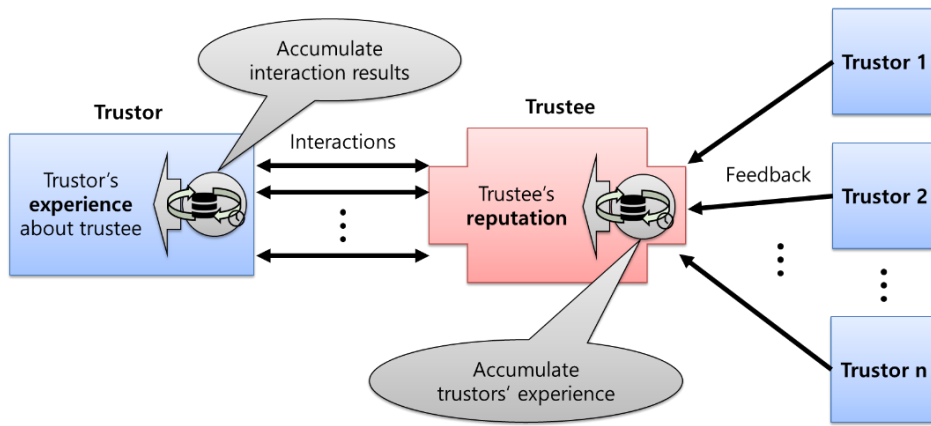 Accumulate
interaction results
Trustor
Trustor's
experience
about trustee
Interactions
Trustee
Trustee's
reputation
Accumulate
trustors' experience
Feedback
Trustor 1
Trustor 2
Trustor n